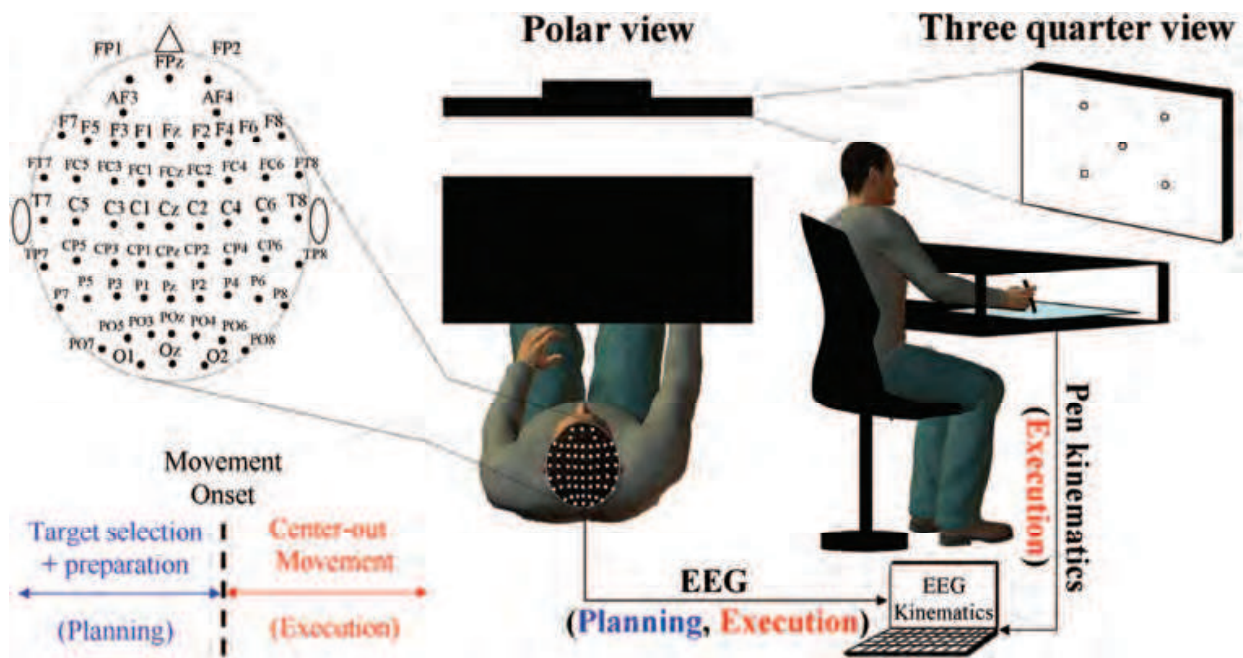 Polar view
Three quarter view
FP1 FP2
FPz
AF3 AF4
F7 F5 F3 F1 Fz F2 F4 F6 F8
FT7 FC5 FC3 FC1 FCz FC2 FC4 FC6 FT8
T7 C5 C3 C1 Cz C2 C4 C6 T8
TP7 CP5 CP3 CP1 CPz CP2 CP4 CP6 TP8
P7 P5 P3 P1 Pz P2 P4 P6 P8
PO7 PO5 PO3 POz PO4 PO6 PO8
O1 Oz O2
Movement
Onset
Target selection
+ preparation
(Planning)
Center-out
Movement
(Execution)
EEG
(Planning, Execution)
Pen kinematics
(Execution)
EEG
Kinematics